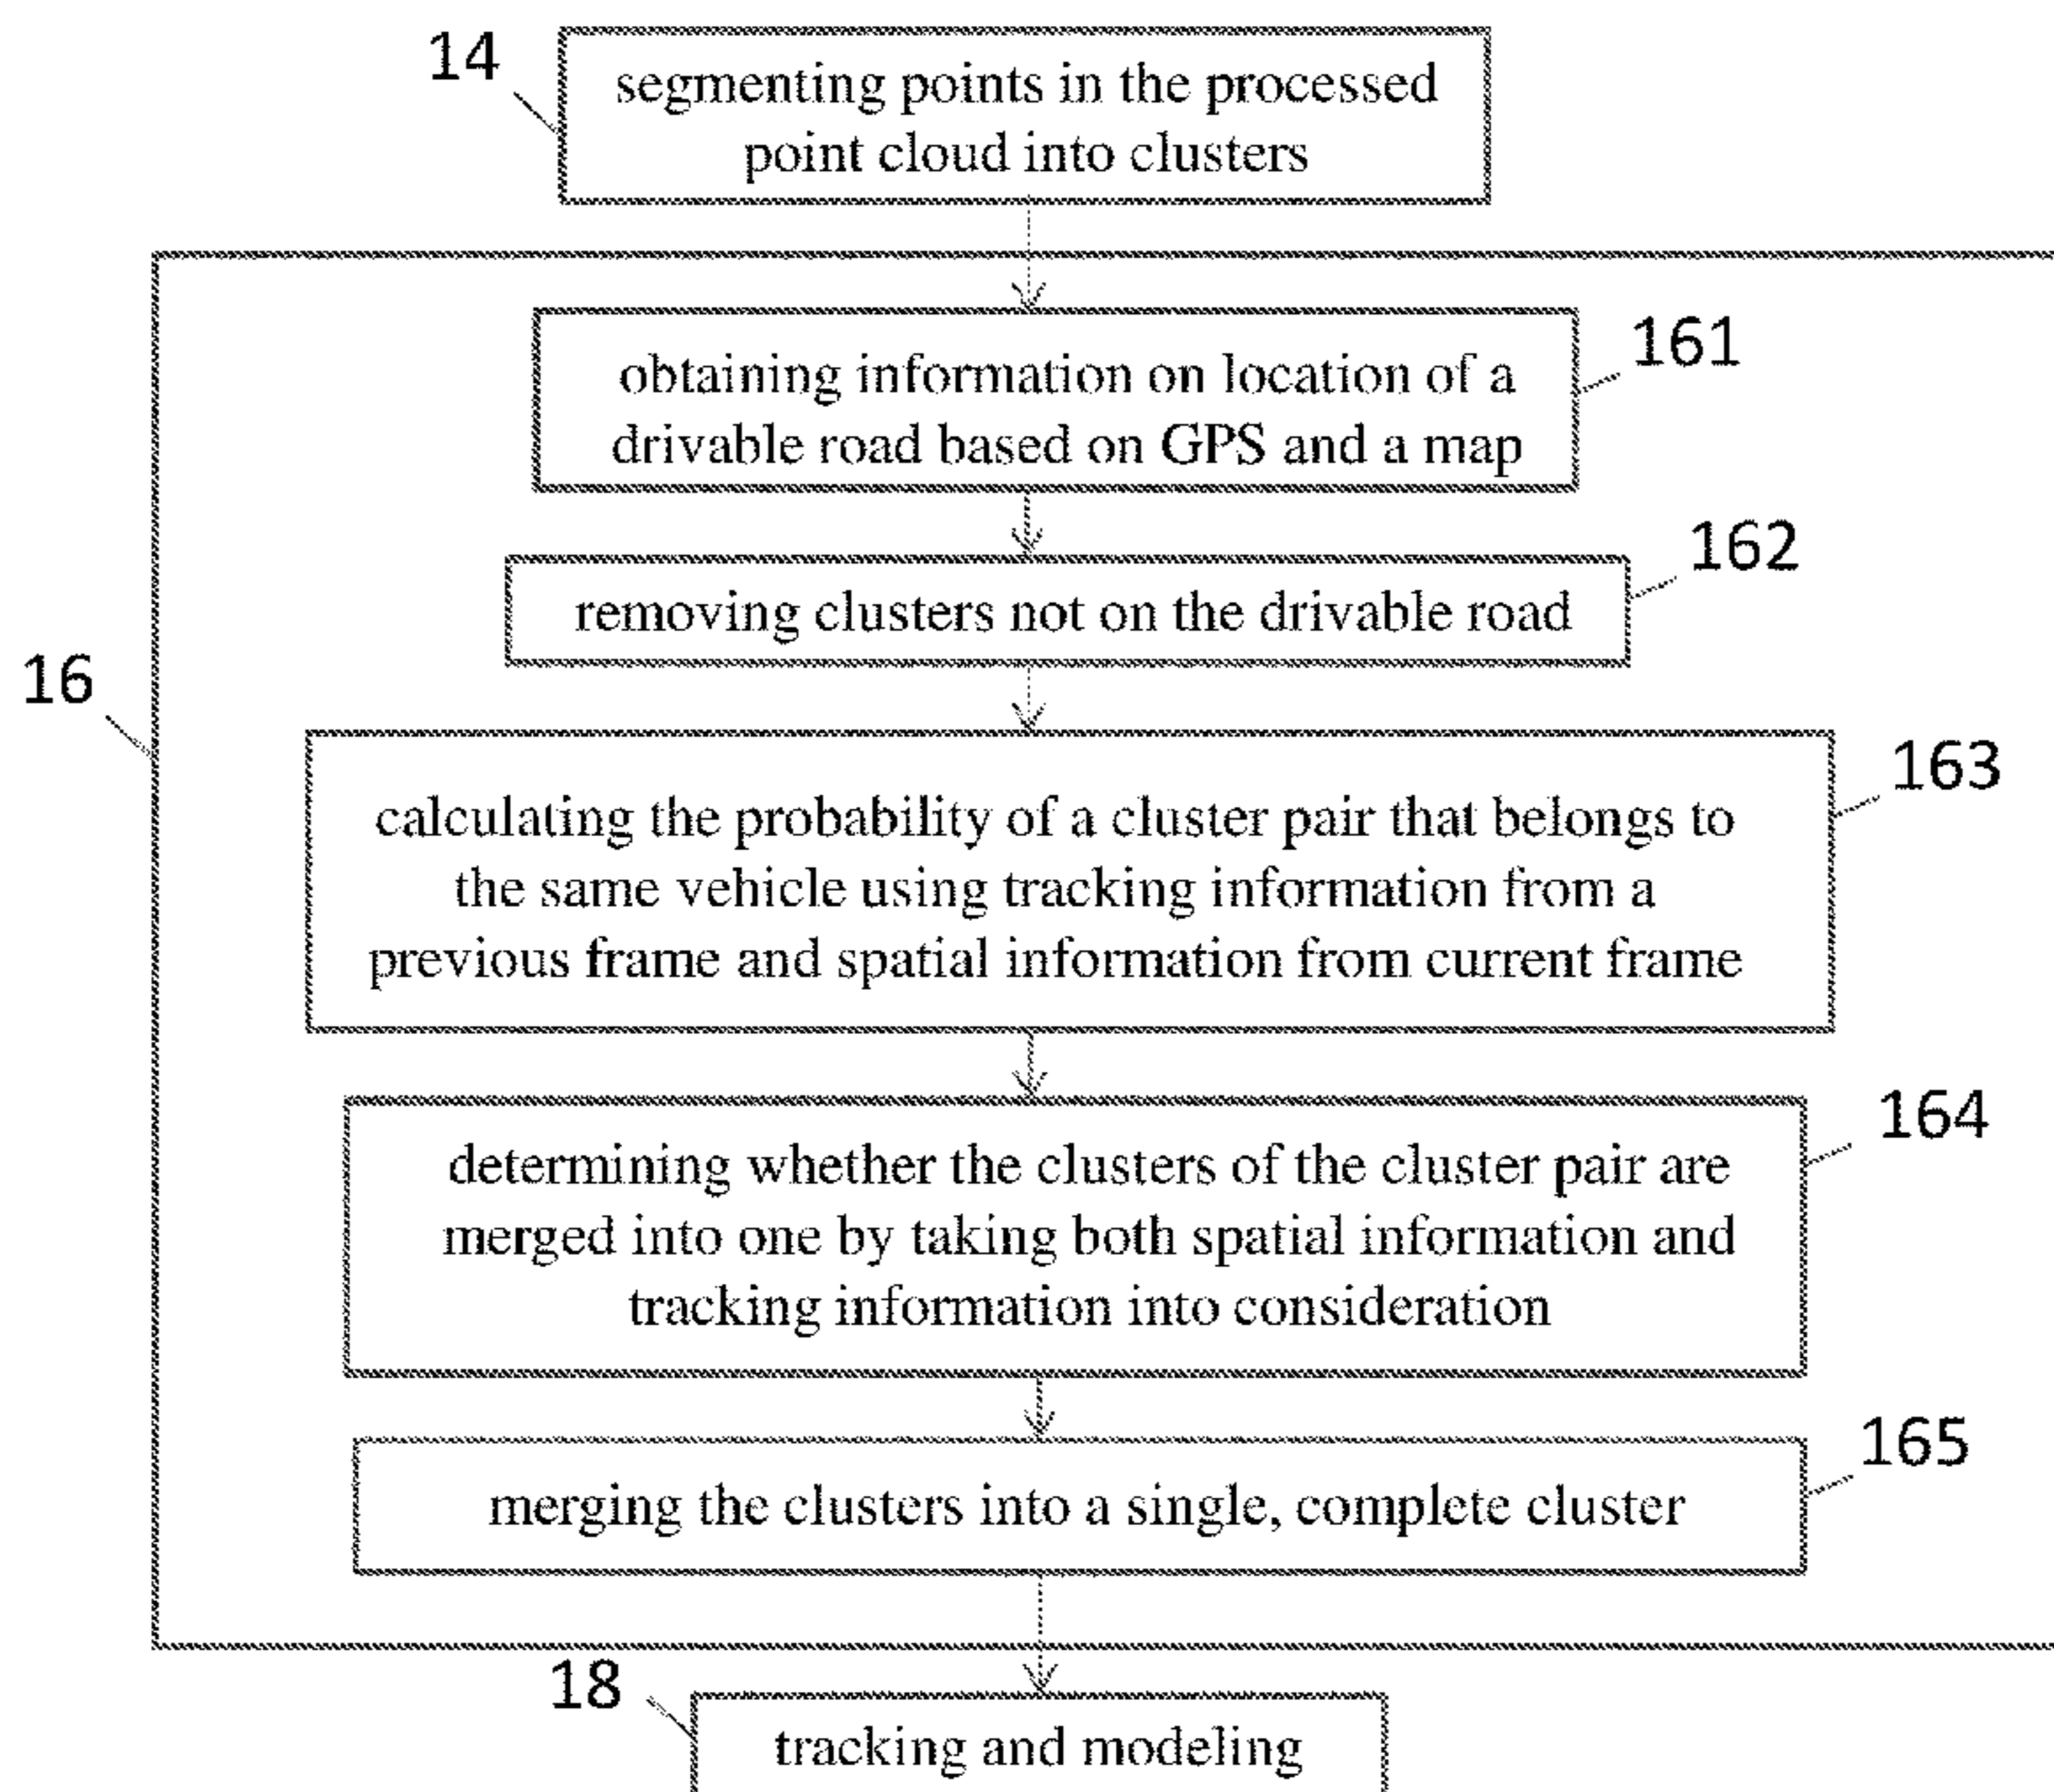 14
segmenting points in the processed
point cloud into clusters
161
obtaining information on location of a
drivable road based on GPS and a map
162
removing clusters not on the drivable road
16
163
calculating the probability of a cluster pair that belongs to
the same vehicle using tracking information from a
previous frame and spatial information from current frame
164
determining whether the clusters of the cluster pair are
merged into one by taking both spatial information and
tracking information into consideration
165
merging the clusters into a single, complete cluster
18
tracking and modeling